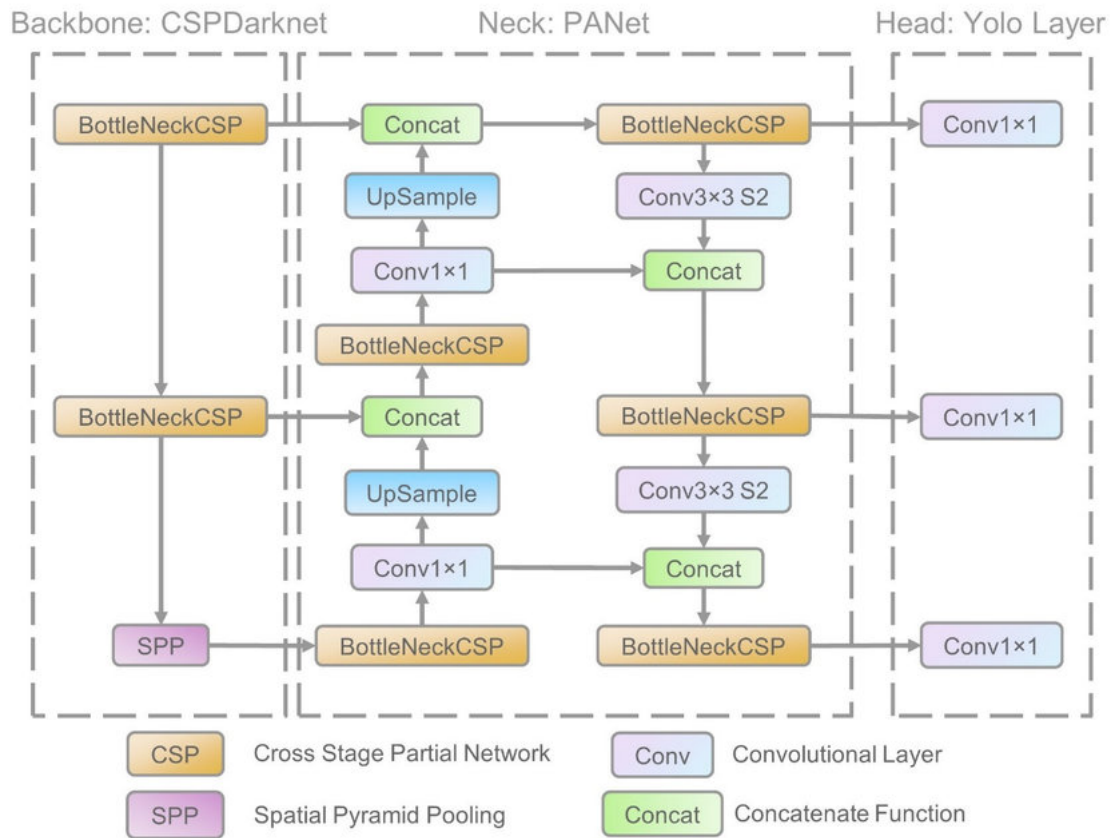 Backbone: CSPDarknet Neck: PANet Head: Yolo Layer
BottleNeckCSP Concat BottleNeckCSP Conv1×1
UpSample Conv3×3 S2
Conv1×1 Concat
BottleNeckCSP
BottleNeckCSP Concat BottleNeckCSP Conv1×1
UpSample Conv3×3 S2
Conv1×1 Concat
SPP BottleNeckCSP BottleNeckCSP Conv1×1
CSP Cross Stage Partial Network Conv Convolutional Layer
SPP Spatial Pyramid Pooling Concat Concatenate Function